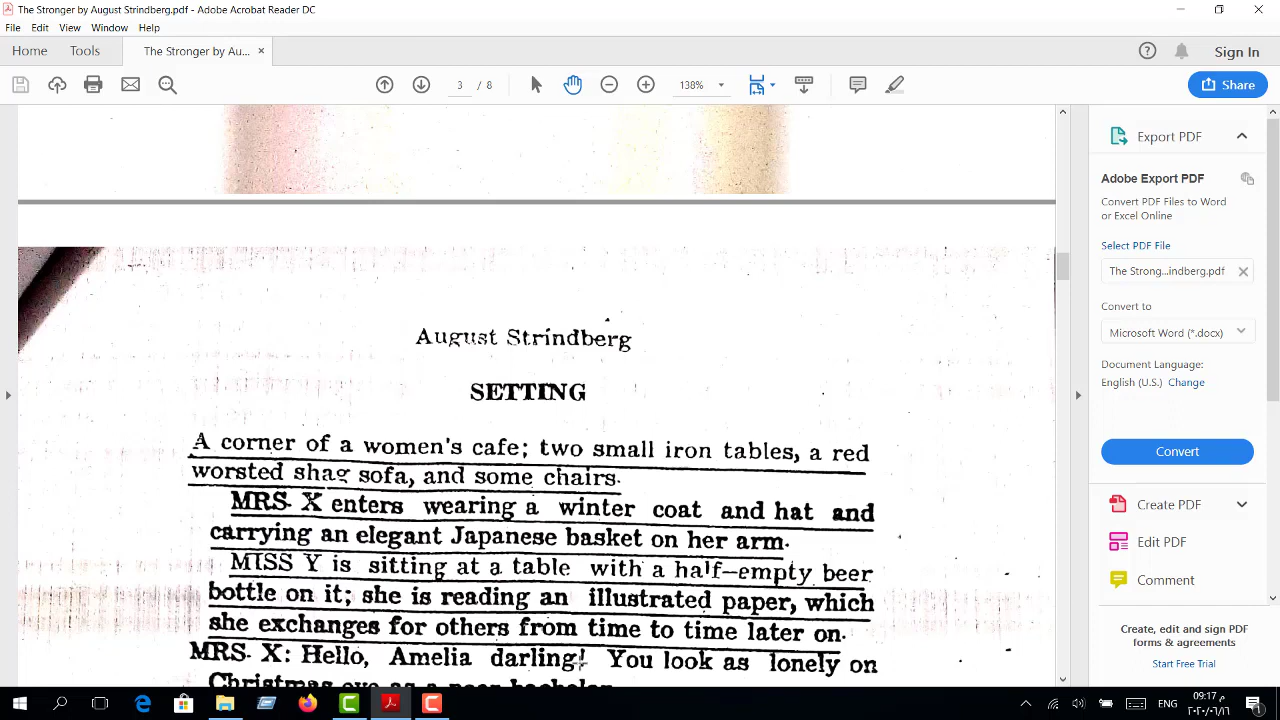 The Stronger by August Strindberg.pdf - Adobe Acrobat Reader DC
File Edit View Window Help
Home Tools The Stronger by Au... × Sign In
3 / 8 138% Share
Export PDF
Adobe Export PDF
Convert PDF Files to Word
or Excel Online
Select PDF File
The Strong...indberg.pdf
Convert to
Microsoft Word (*.docx)
Document Language:
English (U.S.) Change
Convert
Create PDF
Edit PDF
Comment
Create, edit and sign PDF
forms & agreements
Start Free Trial
August Strindberg
SETTING
A corner of a women's cafe; two small iron tables, a red
worsted shag sofa, and some chairs.
MRS. X enters wearing a winter coat and hat and
carrying an elegant Japanese basket on her arm.
MISS Y is sitting at a table with a half-empty beer
bottle on it; she is reading an illustrated paper, which
she exchanges for others from time to time later on.
MRS. X: Hello, Amelia darling! You look as lonely on
Christmas eve as a poor bachelor
ENG 09:17 م